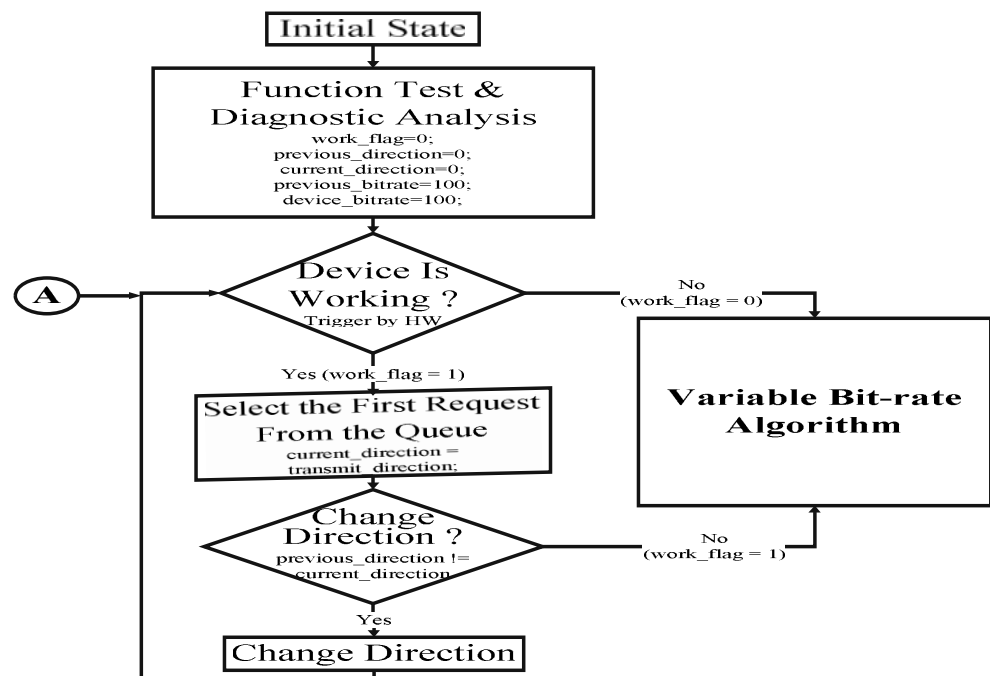 Initial State
Function Test &
Diagnostic Analysis
work_flag=0;
previous_direction=0;
current_direction=0;
previous_bitrate=100;
device_bitrate=100;
A
Device Is
Working ?
Trigger by HW
No
(work_flag = 0)
Yes (work_flag = 1)
Select the First Request
From the Queue
current_direction =
transmit_direction;
Variable Bit-rate
Algorithm
Change
Direction ?
previous_direction !=
current_direction
No
(work_flag = 1)
Yes
Change Direction